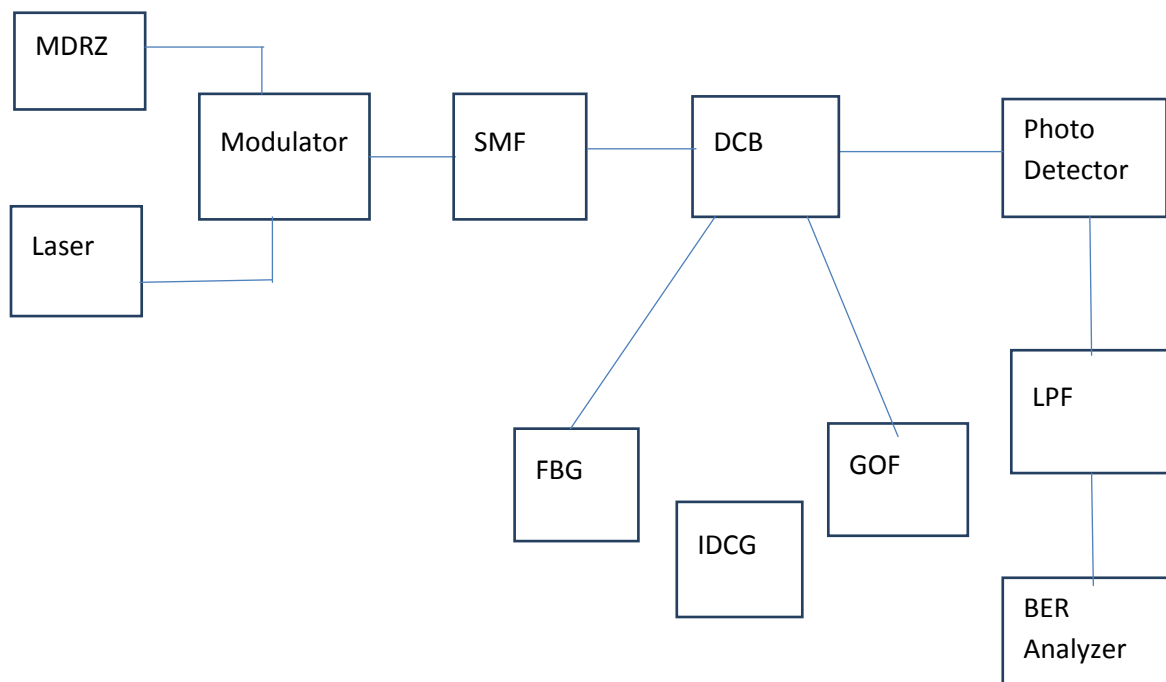 MDRZ
Modulator
SMF
DCB
Photo
Detector
Laser
LPF
FBG
GOF
IDCG
BER
Analyzer